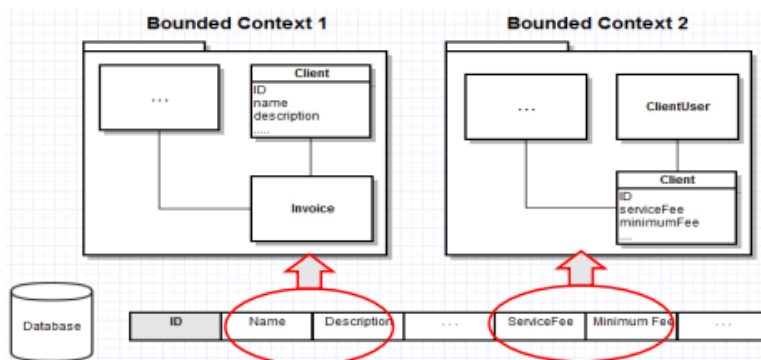 Bounded Context 1
Bounded Context 2
...
Client
ID
name
description
.....
Invoice
...
ClientUser
Client
ID
serviceFee
minimumFee
....
Database
ID
Name
Description
...
ServiceFee
Minimum Fee
...